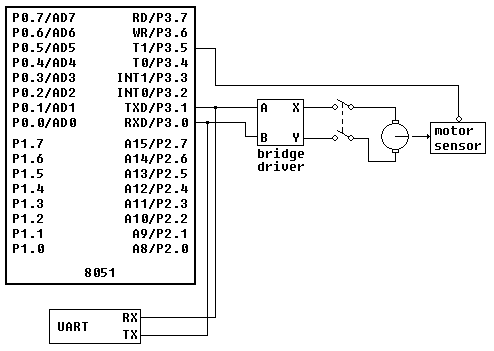 P0.7/AD7 RD/P3.7
P0.6/AD6 WR/P3.6
P0.5/AD5 T1/P3.5
P0.4/AD4 T0/P3.4
P0.3/AD3 INT1/P3.3
P0.2/AD2 INT0/P3.2
P0.1/AD1 TXD/P3.1
P0.0/AD0 RXD/P3.0
P1.7 A15/P2.7
P1.6 A14/P2.6
P1.5 A13/P2.5
P1.4 A12/P2.4
P1.3 A11/P2.3
P1.2 A10/P2.2
P1.1 A9/P2.1
P1.0 A8/P2.0
8051
A X
B Y
bridge
driver
motor
sensor
UART
RX
TX